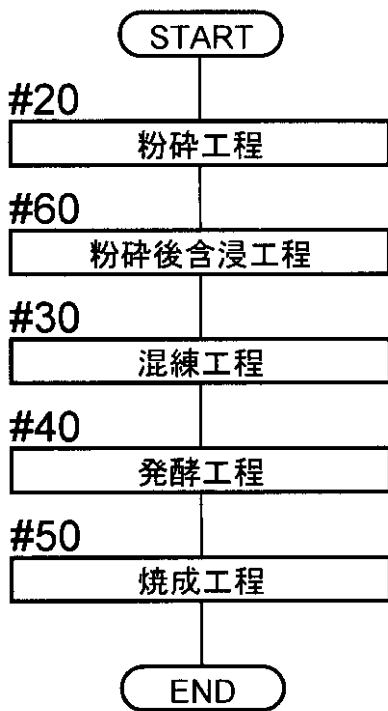 START
#20
粉砕工程
#60
粉砕後含浸工程
#30
混練工程
#40
発酵工程
#50
焼成工程
END